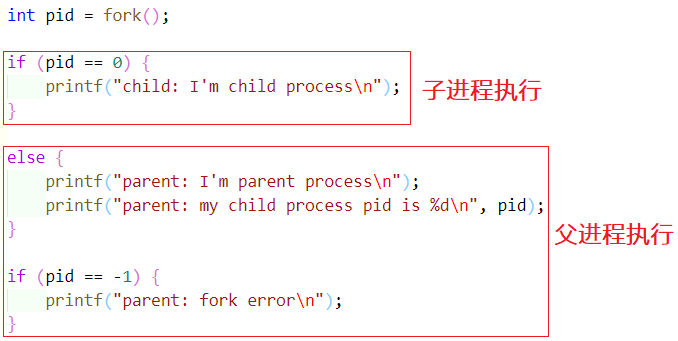 int pid = fork();
if (pid == 0) {
printf("child: I'm child process\n");
}
子进程执行
else {
printf("parent: I'm parent process\n");
printf("parent: my child process pid is %d\n", pid);
}
if (pid == -1) {
printf("parent: fork error\n");
}
父进程执行